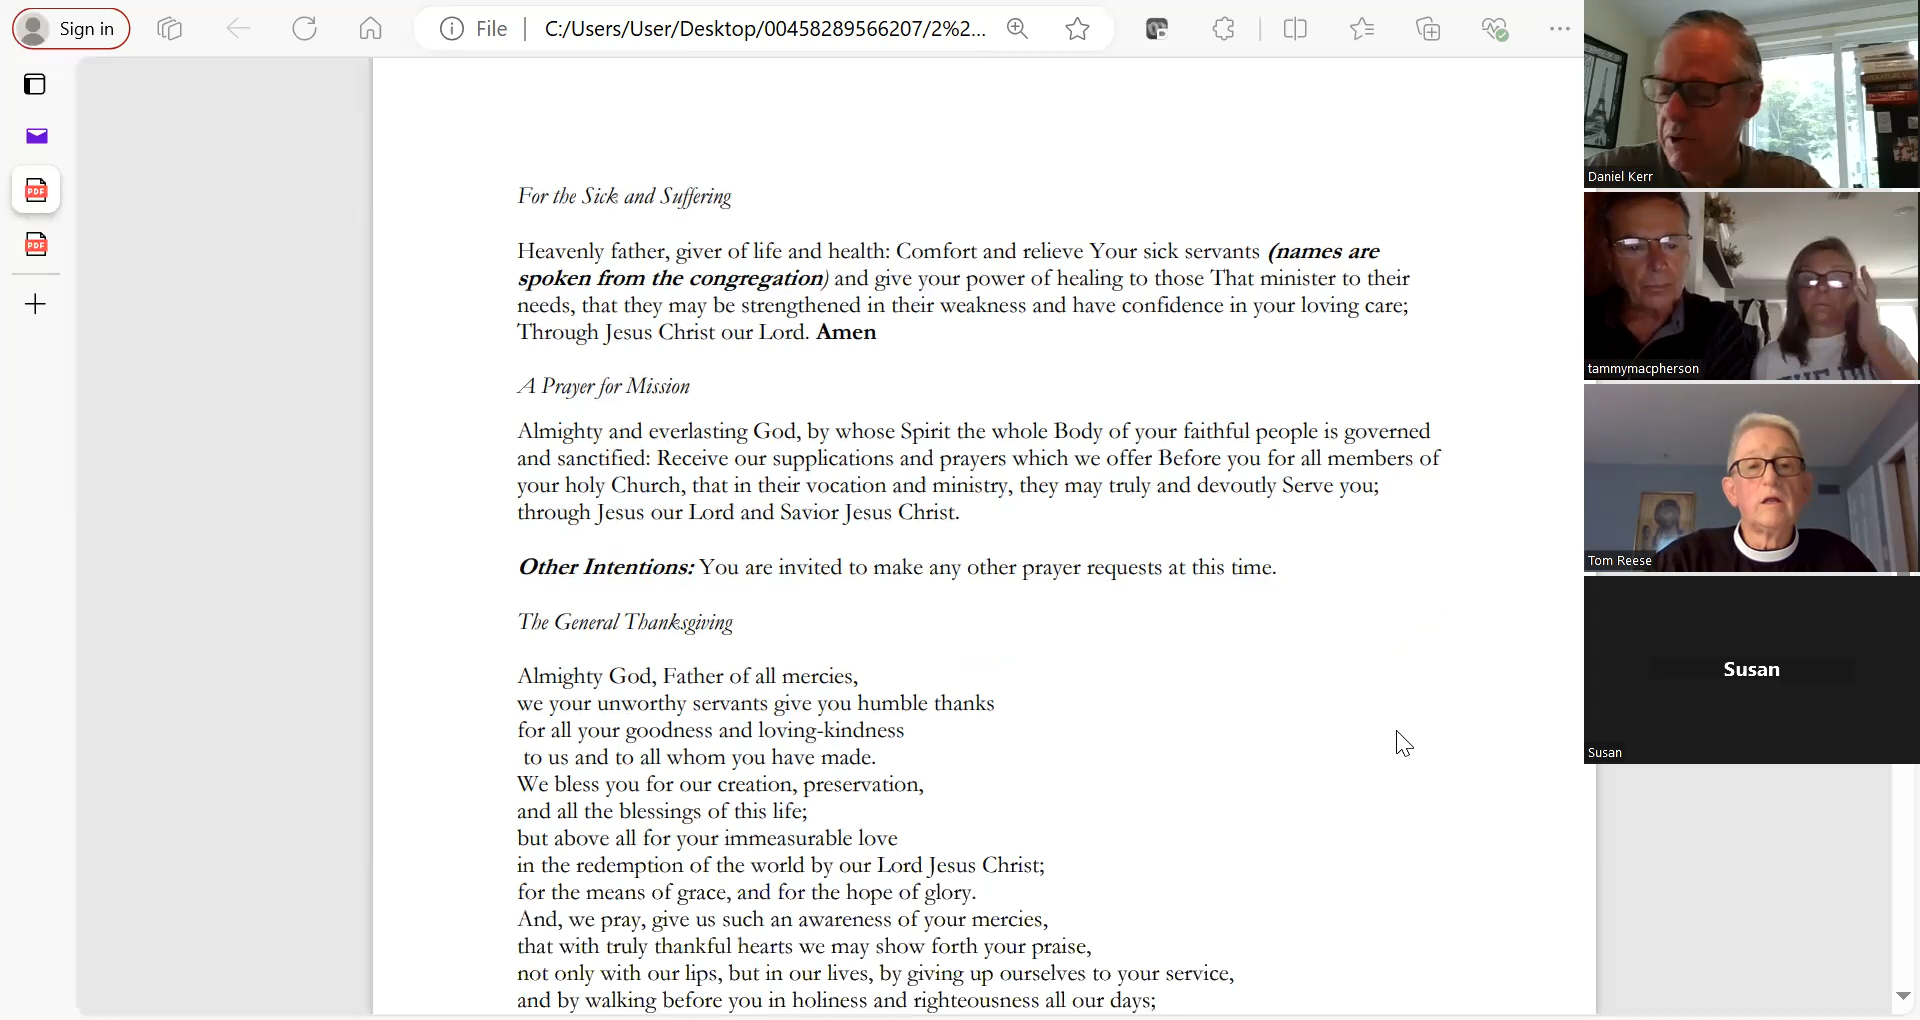 Sign in
File
C:/Users/User/Desktop/00458289566207/2%2...
PDF
PDF
For the Sick and Suffering
Heavenly father, giver of life and health: Comfort and relieve Your sick servants (names are
spoken from the congregation) and give your power of healing to those That minister to their
needs, that they may be strengthened in their weakness and have confidence in your loving care;
Through Jesus Christ our Lord. Amen
A Prayer for Mission
Almighty and everlasting God, by whose Spirit the whole Body of your faithful people is governed
and sanctified: Receive our supplications and prayers which we offer Before you for all members of
your holy Church, that in their vocation and ministry, they may truly and devoutly Serve you;
through Jesus our Lord and Savior Jesus Christ.
Other Intentions: You are invited to make any other prayer requests at this time.
The General Thanksgiving
Almighty God, Father of all mercies,
we your unworthy servants give you humble thanks
for all your goodness and loving-kindness
to us and to all whom you have made.
We bless you for our creation, preservation,
and all the blessings of this life;
but above all for your immeasurable love
in the redemption of the world by our Lord Jesus Christ;
for the means of grace, and for the hope of glory.
And, we pray, give us such an awareness of your mercies,
that with truly thankful hearts we may show forth your praise,
not only with our lips, but in our lives, by giving up ourselves to your service,
and by walking before you in holiness and righteousness all our days;
Daniel Kerr
tammymacpherson
Tom Reese
Susan
Susan